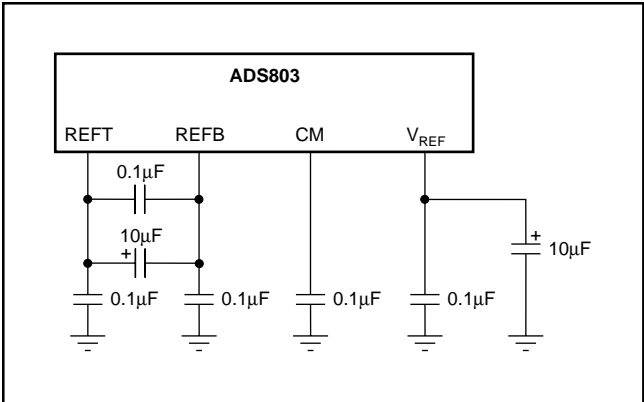 ADS803
REFT REFB CM VREF
0.1µF
10µF
+
+
10µF
0.1µF 0.1µF 0.1µF 0.1µF